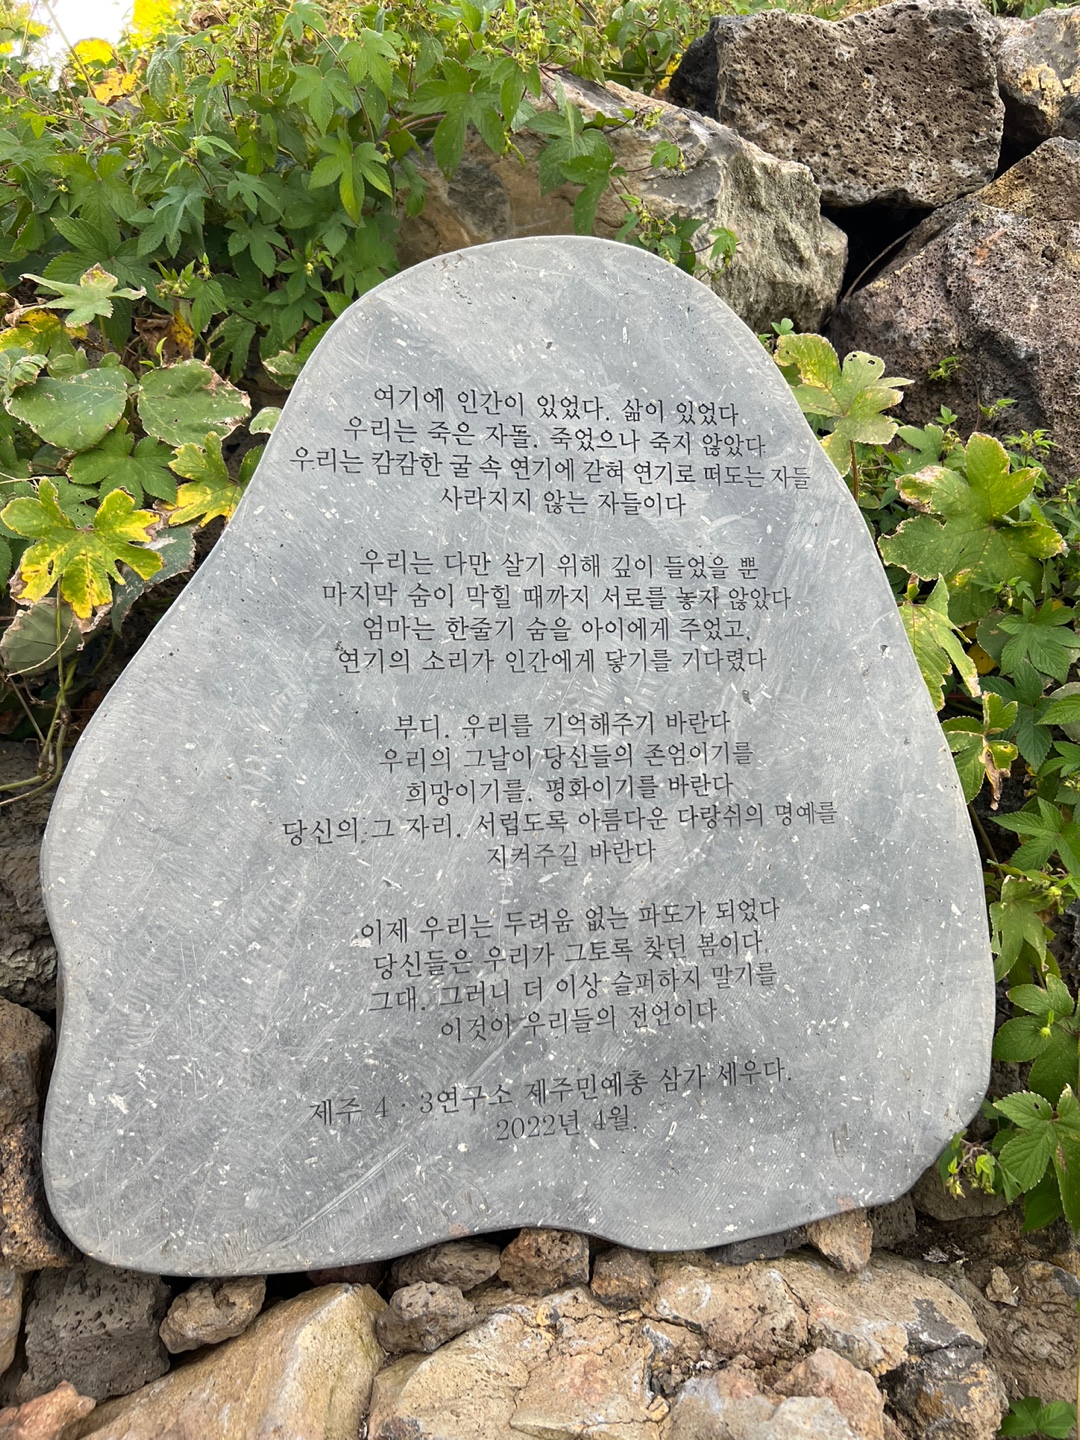 여기에 인간이 있었다. 삶이 있었다
우리는 죽은 자들. 죽었으나 죽지 않았다
우리는 캄캄한 굴 속 연기에 갇혀 연기로 떠도는 자들
사라지지 않는 자들이다
우리는 다만 살기 위해 깊이 들었을 뿐
마지막 숨이 막힐 때까지 서로를 놓지 않았다
엄마는 한줄기 숨을 아이에게 주었고,
연기의 소리가 인간에게 닿기를 기다렸다
부디. 우리를 기억해주기 바란다
우리의 그날이 당신들의 존엄이기를
희망이기를. 평화이기를 바란다
당신의 그 자리. 서럽도록 아름다운 다랑쉬의 명예를
지켜주길 바란다
이제 우리는 두려움 없는 파도가 되었다
당신들은 우리가 그토록 찾던 봄이다.
그대. 그러니 더 이상 슬퍼하지 말기를
이것이 우리들의 전언이다.
제주 4 · 3연구소 제주민예총 삼가 세우다.
2022년 4월.